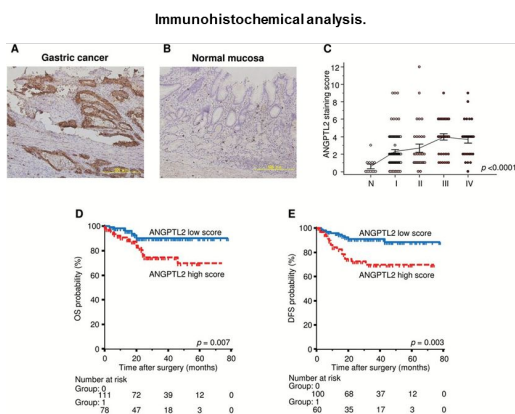 Immunohistochemical analysis.
A
Gastric cancer
B
Normal mucosa
C
ANGPTL2 staining score
12
10
8
6
4
2
0
N I II III IV
p <0.0001
D
OS probability (%)
100
80
60
40
20
0
ANGPTL2 low score
ANGPTL2 high score
p = 0.007
0 20 40 60 80
Time after surgery (months)
Number at risk
Group: 0
111 72 39 12 0
Group: 1
78 47 18 3 0
E
DFS probability (%)
100
80
60
40
20
0
ANGPTL2 low score
ANGPTL2 high score
p = 0.003
0 20 40 60 80
Time after surgery (months)
Number at risk
Group: 0
100 68 37 12 0
Group: 1
60 35 17 3 0